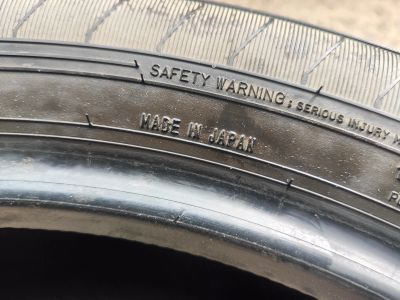 SAFETY WARNING; SERIOUS INJURY
MADE IN JAPAN